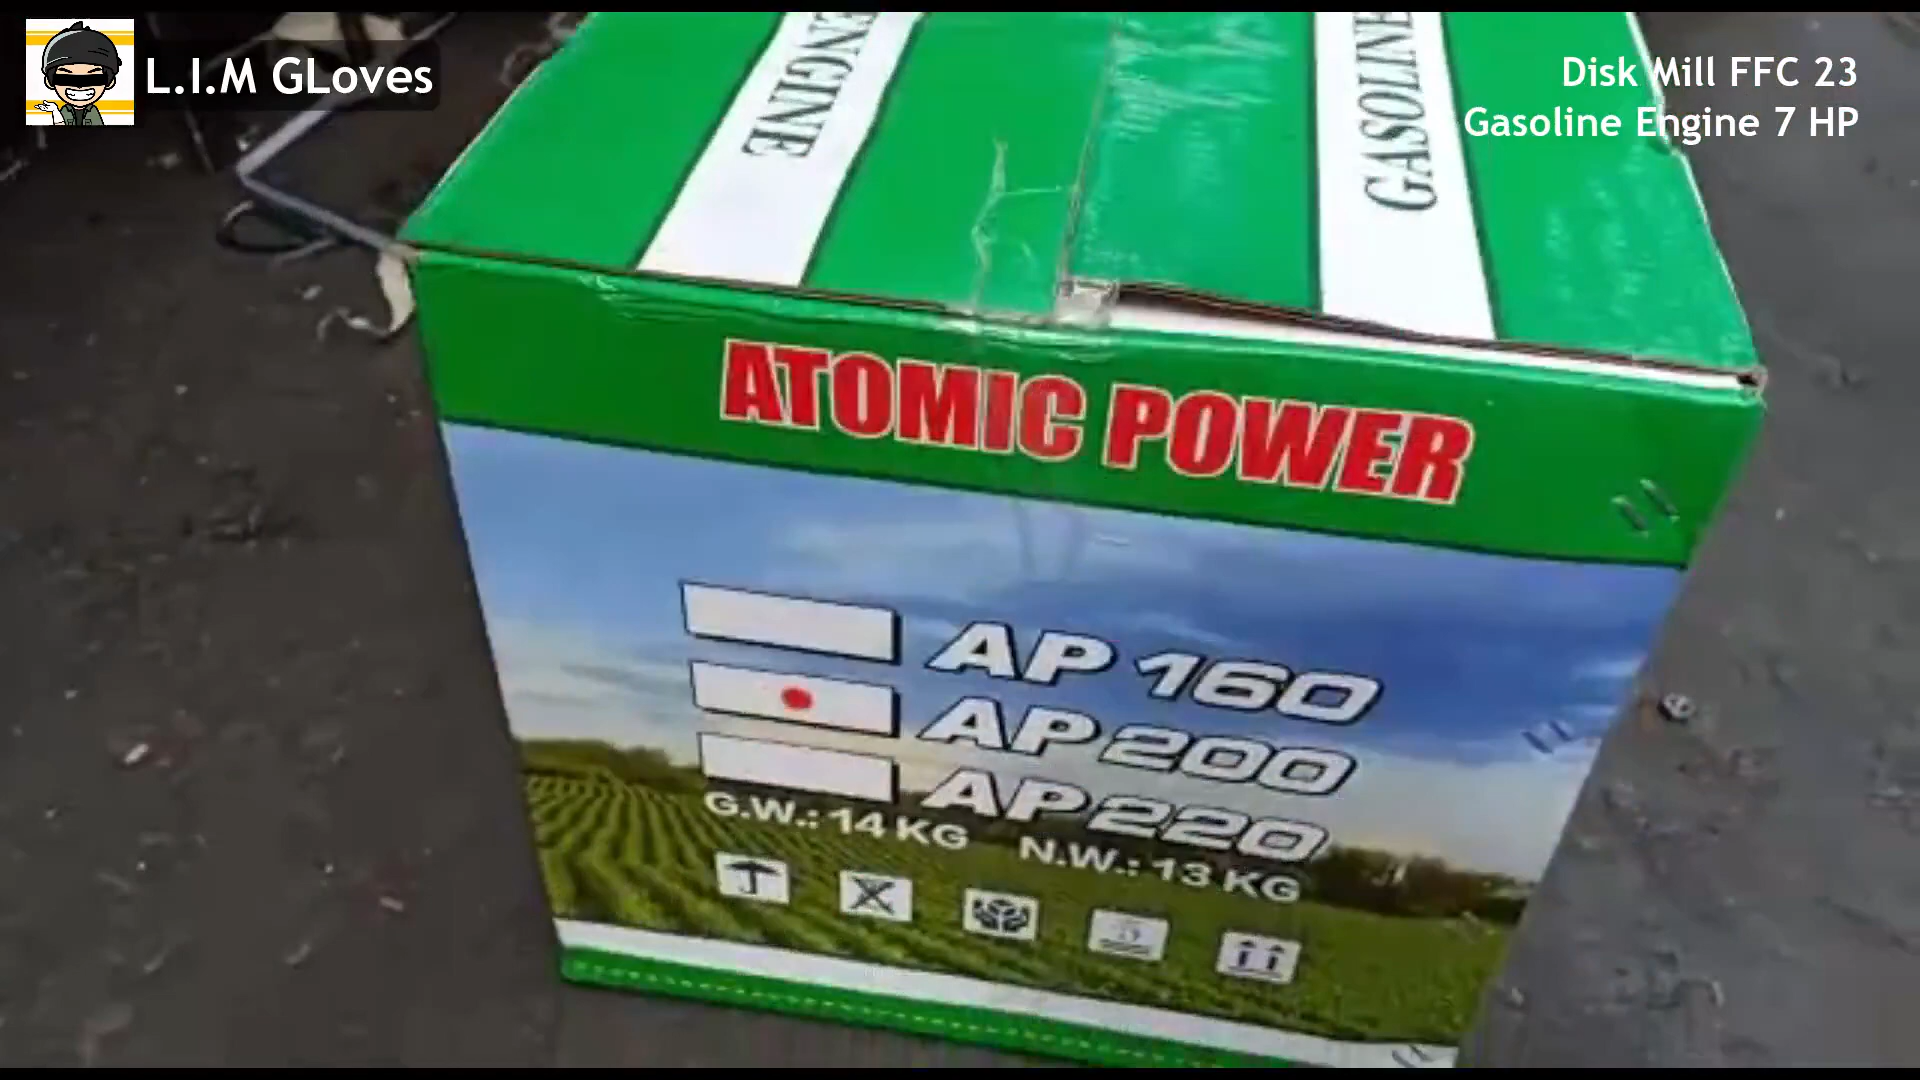 L.I.M GLoves
Disk Mill FFC 23
Gasoline Engine 7 HP
ENGINE
GASOLINE
ATOMIC POWER
AP 160
AP 200
AP 220
G.W.: 14 KG N.W.: 13 KG